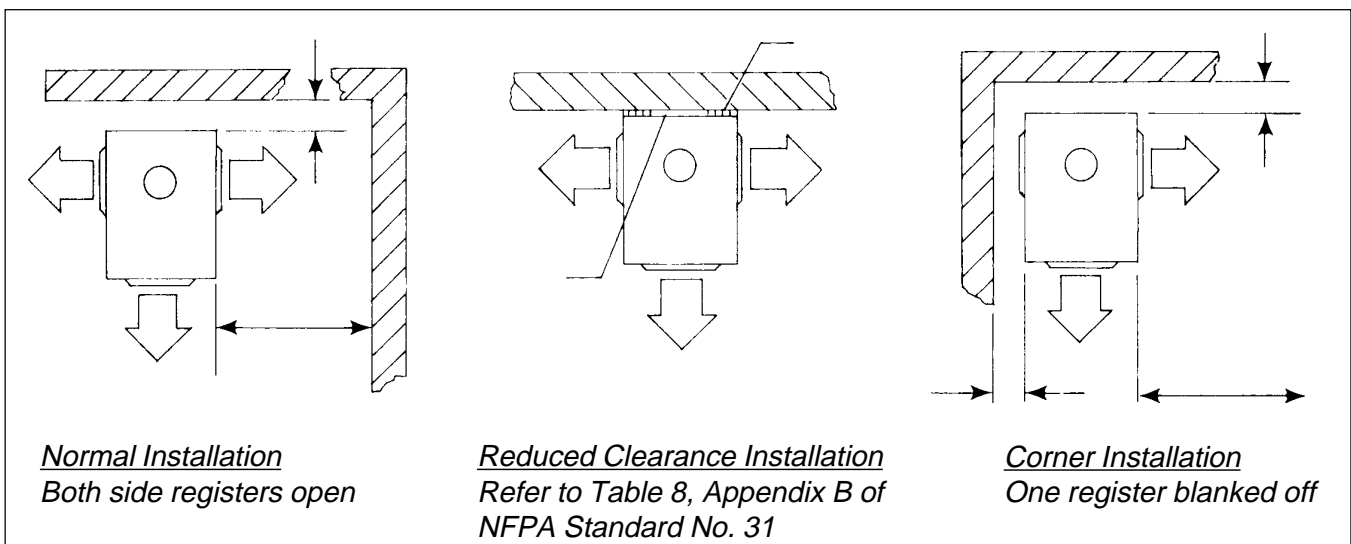 Normal Installation
Both side registers open
Reduced Clearance Installation
Refer to Table 8, Appendix B of
NFPA Standard No. 31
Corner Installation
One register blanked off